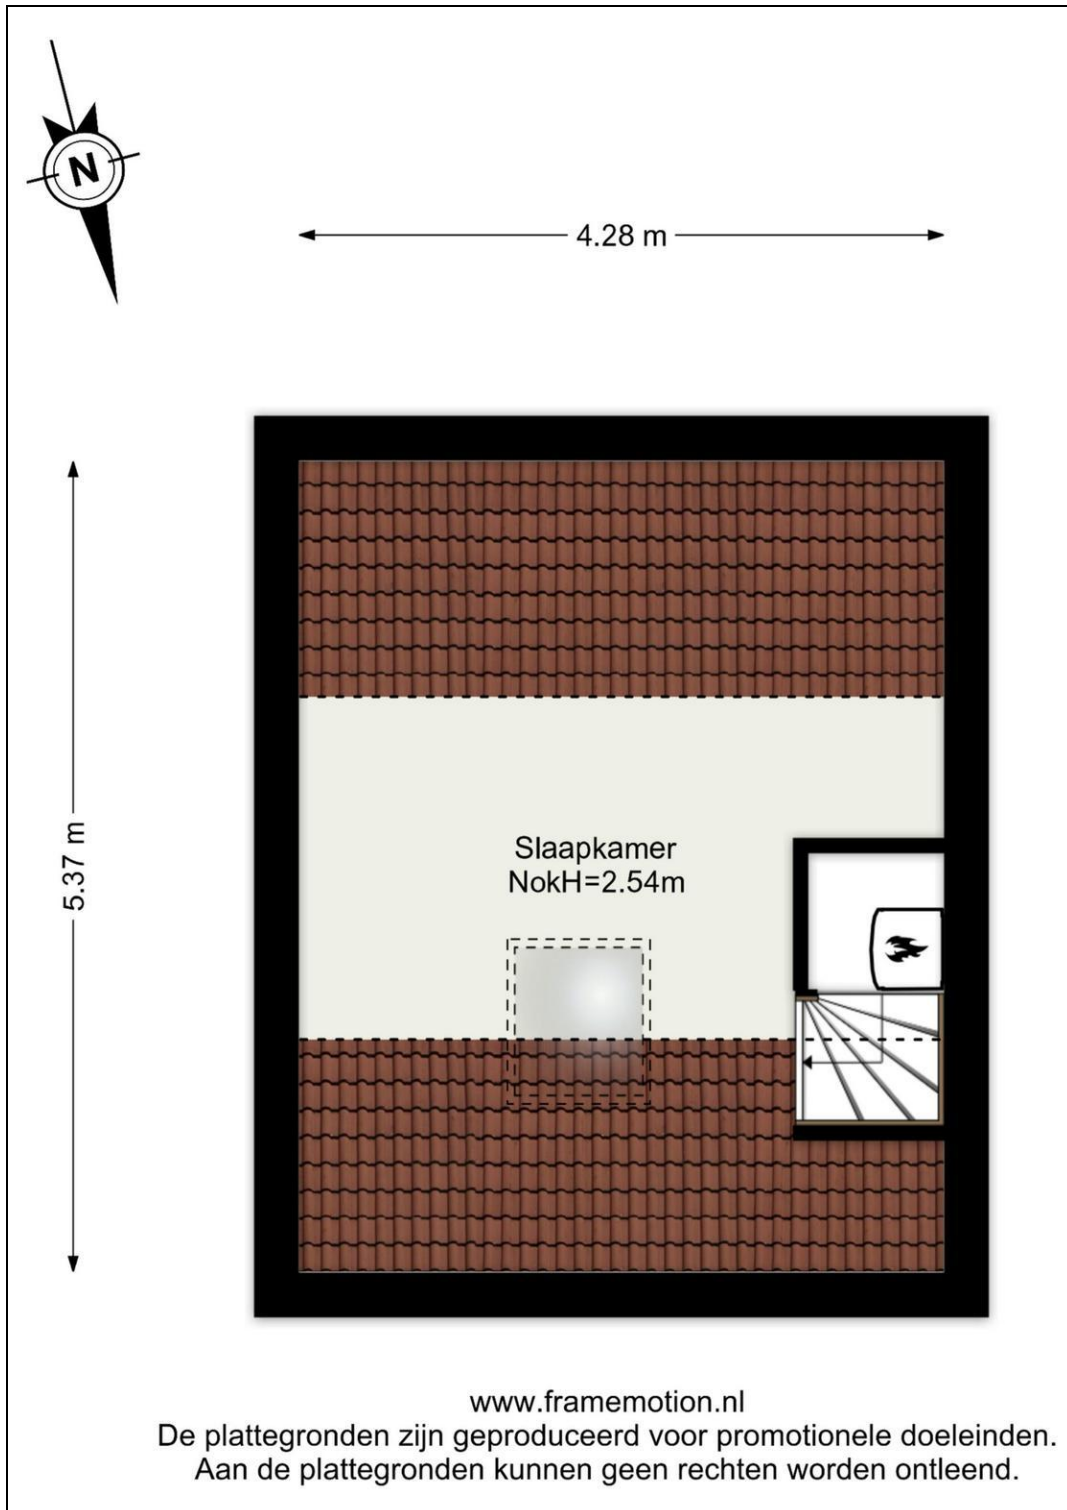 N
4.28 m
5.37 m
Slaapkamer
NokH=2.54m
www.framemotion.nl
De plattegronden zijn geproduceerd voor promotionele doeleinden.
Aan de plattegronden kunnen geen rechten worden ontleend.